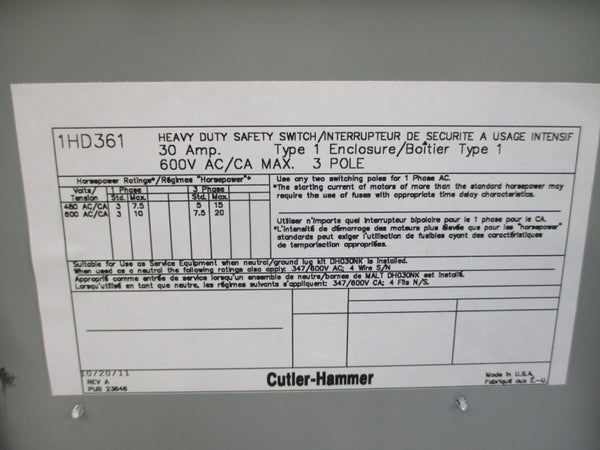 1HD361
HEAVY DUTY SAFETY SWITCH/INTERRUPTEUR DE SECURITE A USAGE INTENSIF
30 Amp. Type 1 Enclosure/Boîtier Type 1
600V AC/CA MAX. 3 POLE
Horsepower Ratings*/Régimes "Horsepower"*
Volts/ 1 Phase 3 Phase
Tension Std. Max. Std. Max.
480 AC/CA 3 7.5 5 15
600 AC/CA 3 10 7.5 20
Use any two switching poles for 1 Phase AC.
*The starting current of motors of more than the standard horsepower may
require the use of fuses with appropriate time delay characteristics.
Utiliser n'importe quel interrupteur bipolaire pour le 1 phase pour le CA.
*L'intensité de démarrage des moteurs plus élevée que pour les "horsepower"
standards peut exiger l'utilisation de fusibles ayant des caractéristiques
de temporisation appropriées.
Suitable for Use as Service Equipment when neutral/ground lug kit DH030NK is installed.
When used as a neutral the following ratings also apply: 347/600V AC; 4 Wire S/N
Approprié comme entrée de service lorsqu'un ensemble de neutre/bornes de MALT DH030NK est installé.
Lorsqu'utilisé en tant que neutre, les régimes suivants s'appliquent: 347/600V CA; 4 Fils N/S.
10/20/11
REV A
PUB 23646
Cutler-Hammer
Made in U.S.A.
Fabriqué aux E.-U.